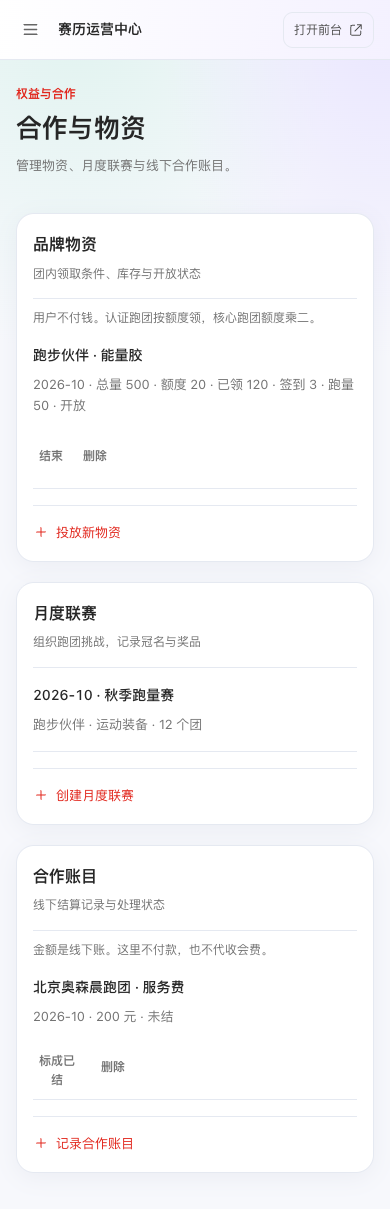 赛历运营中心
打开前台
权益与合作
合作与物资
管理物资、月度联赛与线下合作账目。
品牌物资
团内领取条件、库存与开放状态
用户不付钱。认证跑团按额度领，核心跑团额度乘二。
跑步伙伴 · 能量胶
2026-10 · 总量 500 · 额度 20 · 已领 120 · 签到 3 · 跑量
50 · 开放
结束 删除
+ 投放新物资
月度联赛
组织跑团挑战，记录冠名与奖品
2026-10 · 秋季跑量赛
跑步伙伴 · 运动装备 · 12 个团
+ 创建月度联赛
合作账目
线下结算记录与处理状态
金额是线下账。这里不付款，也不代收会费。
北京奥森晨跑团 · 服务费
2026-10 · 200 元 · 未结
标成已
结
删除
+ 记录合作账目